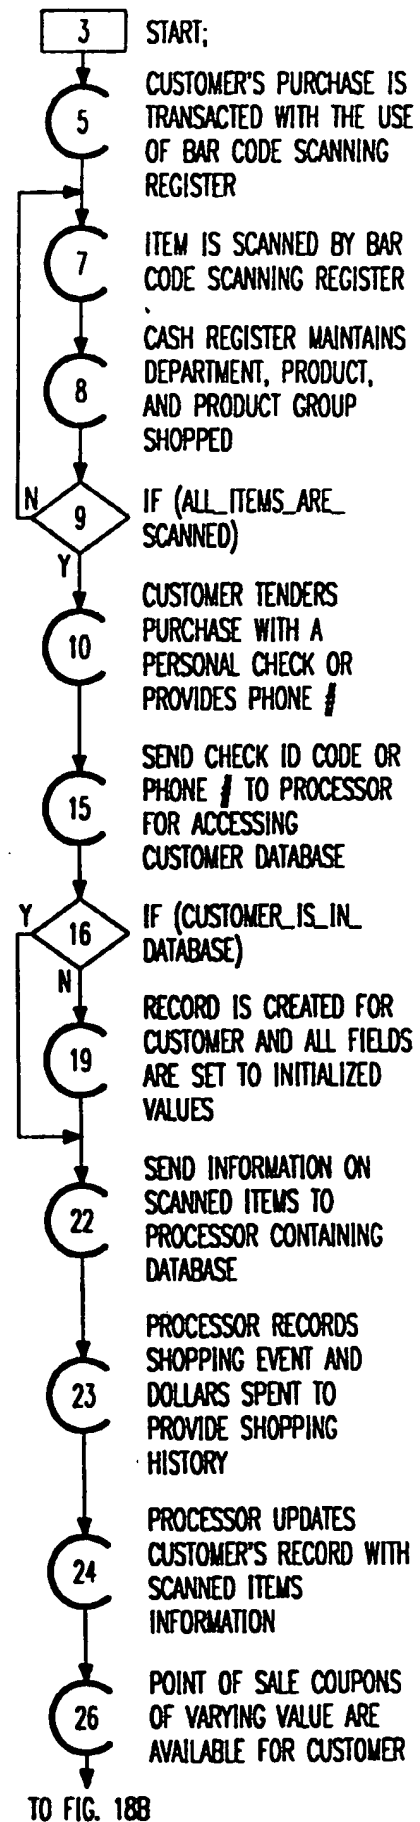 3 START;
CUSTOMER'S PURCHASE IS
5 TRANSACTED WITH THE USE
OF BAR CODE SCANNING
REGISTER
ITEM IS SCANNED BY BAR
7 CODE SCANNING REGISTER
CASH REGISTER MAINTAINS
8 DEPARTMENT, PRODUCT,
AND PRODUCT GROUP
SHOPPED
N 9 IF (ALL_ITEMS_ARE_
SCANNED)
Y
CUSTOMER TENDERS
PURCHASE WITH A
10 PERSONAL CHECK OR
PROVIDES PHONE #
SEND CHECK ID CODE OR
15 PHONE # TO PROCESSOR
FOR ACCESSING
CUSTOMER DATABASE
Y 16 IF (CUSTOMER_IS_IN_
DATABASE)
N
RECORD IS CREATED FOR
19 CUSTOMER AND ALL FIELDS
ARE SET TO INITIALIZED
VALUES
SEND INFORMATION ON
22 SCANNED ITEMS TO
PROCESSOR CONTAINING
DATABASE
PROCESSOR RECORDS
SHOPPING EVENT AND
23 DOLLARS SPENT TO
PROVIDE SHOPPING
HISTORY
PROCESSOR UPDATES
24 CUSTOMER'S RECORD WITH
SCANNED ITEMS
INFORMATION
POINT OF SALE COUPONS
26 OF VARYING VALUE ARE
AVAILABLE FOR CUSTOMER
TO FIG. 18B